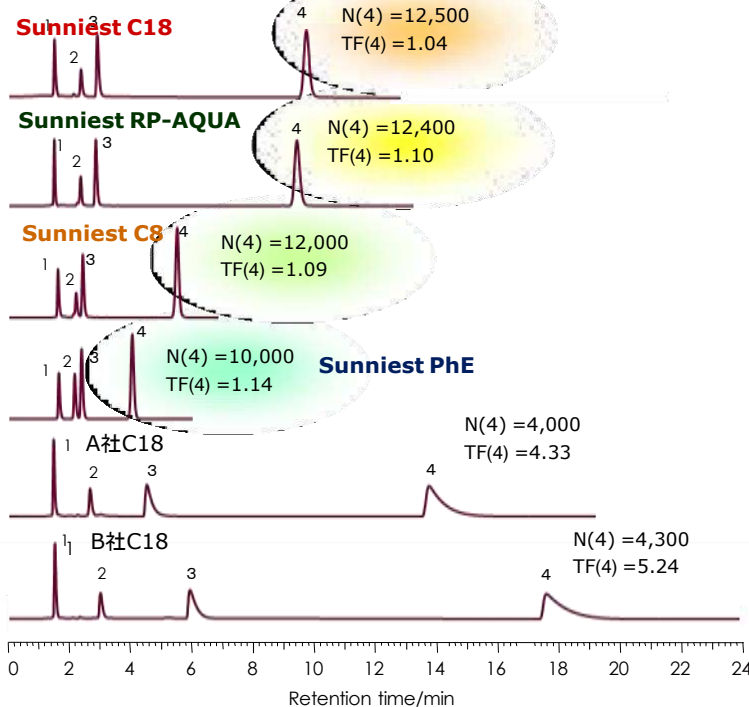 Sunniest C18
1 2 3 4
N(4) =12,500
TF(4) =1.04
Sunniest RP-AQUA
1 2 3 4
N(4) =12,400
TF(4) =1.10
Sunniest C8
1 2 3 4
N(4) =12,000
TF(4) =1.09
1 2 3 4
N(4) =10,000
TF(4) =1.14
Sunniest PhE
A社C18
1 2 3 4
N(4) =4,000
TF(4) =4.33
B社C18
1 1 2 3 4
N(4) =4,300
TF(4) =5.24
0 2 4 6 8 10 12 14 16 18 20 22 24
Retention time/min